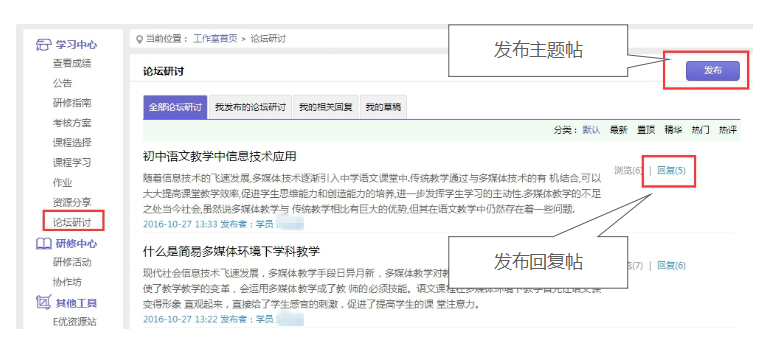 学习中心
查看成绩
公告
研修指南
考核方案
课程选择
课程学习
作业
资源分享
论坛研讨
研修中心
研修活动
协作坊
其他工具
E优资源站
当前位置： 工作室首页 > 论坛研讨
论坛研讨
发布主题帖
发布
全部论坛研讨 我发布的论坛研讨 我的相关回复 我的草稿
分类： 默认 最新 置顶 精华 热门 热评
初中语文教学中信息技术应用
浏览(6) | 回复(5)
随着信息技术的飞速发展,多媒体技术逐渐引入中学语文课堂中,传统教学通过与多媒体技术的有 机结合,可以
大大提高课堂教学效率,促进学生思维能力和创造能力的培养,进一步发挥学生学习的主动性.多媒体教学的不足
之处当今社会,虽然说多媒体教学与 传统教学相比有巨大的优势,但其在语文教学中仍然存在着一些问题.
2016-10-27 13:33 发布者：学员
发布回复帖
什么是简易多媒体环境下学科教学
(7) | 回复(6)
现代社会信息技术飞速发展，多媒体教学手段日异月新，多媒体教学对教
使了教学教学的变革，会运用多媒体教学成了教 师的必须技能。语文课程在多媒体环境下教学首先让语文课
变得形象 直观起来，直接给了学生感官的刺激，促进了提高学生的课 堂注意力。
2016-10-27 13:22 发布者：学员